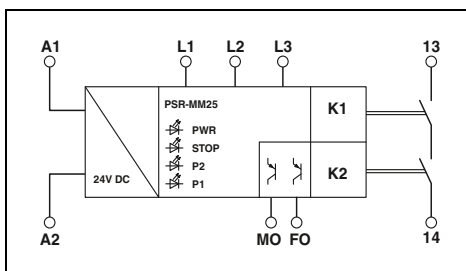 A1 L1 L2 L3 13
PSR-MM25
K1
PWR
STOP
P2
K2
24V DC
P1
A2 MO FO 14